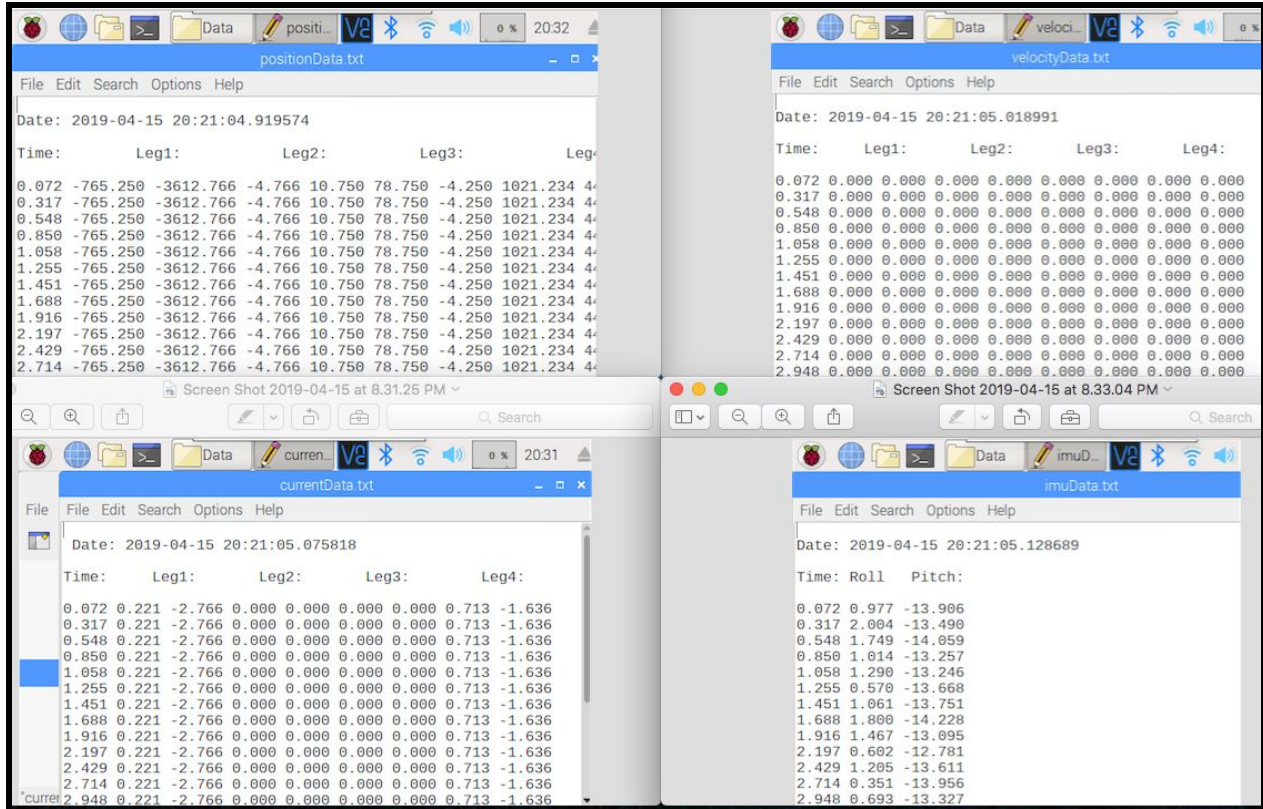 Data positi... V2 0 % 20:32
positionData.txt
File Edit Search Options Help
Date: 2019-04-15 20:21:04.919574
Time: Leg1: Leg2: Leg3: Leg4
0.072 -765.250 -3612.766 -4.766 10.750 78.750 -4.250 1021.234 44
0.317 -765.250 -3612.766 -4.766 10.750 78.750 -4.250 1021.234 44
0.548 -765.250 -3612.766 -4.766 10.750 78.750 -4.250 1021.234 44
0.850 -765.250 -3612.766 -4.766 10.750 78.750 -4.250 1021.234 44
1.058 -765.250 -3612.766 -4.766 10.750 78.750 -4.250 1021.234 44
1.255 -765.250 -3612.766 -4.766 10.750 78.750 -4.250 1021.234 44
1.451 -765.250 -3612.766 -4.766 10.750 78.750 -4.250 1021.234 44
1.688 -765.250 -3612.766 -4.766 10.750 78.750 -4.250 1021.234 44
1.916 -765.250 -3612.766 -4.766 10.750 78.750 -4.250 1021.234 44
2.197 -765.250 -3612.766 -4.766 10.750 78.750 -4.250 1021.234 44
2.429 -765.250 -3612.766 -4.766 10.750 78.750 -4.250 1021.234 44
2.714 -765.250 -3612.766 -4.766 10.750 78.750 -4.250 1021.234 44
Data veloci... V2 0 %
velocityData.txt
File Edit Search Options Help
Date: 2019-04-15 20:21:05.018991
Time: Leg1: Leg2: Leg3: Leg4:
0.072 0.000 0.000 0.000 0.000 0.000 0.000 0.000 0.000
0.317 0.000 0.000 0.000 0.000 0.000 0.000 0.000 0.000
0.548 0.000 0.000 0.000 0.000 0.000 0.000 0.000 0.000
0.850 0.000 0.000 0.000 0.000 0.000 0.000 0.000 0.000
1.058 0.000 0.000 0.000 0.000 0.000 0.000 0.000 0.000
1.255 0.000 0.000 0.000 0.000 0.000 0.000 0.000 0.000
1.451 0.000 0.000 0.000 0.000 0.000 0.000 0.000 0.000
1.688 0.000 0.000 0.000 0.000 0.000 0.000 0.000 0.000
1.916 0.000 0.000 0.000 0.000 0.000 0.000 0.000 0.000
2.197 0.000 0.000 0.000 0.000 0.000 0.000 0.000 0.000
2.429 0.000 0.000 0.000 0.000 0.000 0.000 0.000 0.000
2.714 0.000 0.000 0.000 0.000 0.000 0.000 0.000 0.000
2.948 0.000 0.000 0.000 0.000 0.000 0.000 0.000 0.000
Screen Shot 2019-04-15 at 8.31.25 PM
Search
Data curren... V2 0 % 20:31
currentData.txt
File File Edit Search Options Help
Date: 2019-04-15 20:21:05.075818
Time: Leg1: Leg2: Leg3: Leg4:
0.072 0.221 -2.766 0.000 0.000 0.000 0.000 0.713 -1.636
0.317 0.221 -2.766 0.000 0.000 0.000 0.000 0.713 -1.636
0.548 0.221 -2.766 0.000 0.000 0.000 0.000 0.713 -1.636
0.850 0.221 -2.766 0.000 0.000 0.000 0.000 0.713 -1.636
1.058 0.221 -2.766 0.000 0.000 0.000 0.000 0.713 -1.636
1.255 0.221 -2.766 0.000 0.000 0.000 0.000 0.713 -1.636
1.451 0.221 -2.766 0.000 0.000 0.000 0.000 0.713 -1.636
1.688 0.221 -2.766 0.000 0.000 0.000 0.000 0.713 -1.636
1.916 0.221 -2.766 0.000 0.000 0.000 0.000 0.713 -1.636
2.197 0.221 -2.766 0.000 0.000 0.000 0.000 0.713 -1.636
2.429 0.221 -2.766 0.000 0.000 0.000 0.000 0.713 -1.636
2.714 0.221 -2.766 0.000 0.000 0.000 0.000 0.713 -1.636
"curre 2.948 0.221 -2.766 0.000 0.000 0.000 0.000 0.713 -1.636
Screen Shot 2019-04-15 at 8.33.04 PM
Search
Data imuD... V2
imuData.txt
File Edit Search Options Help
Date: 2019-04-15 20:21:05.128689
Time: Roll Pitch:
0.072 0.977 -13.906
0.317 2.004 -13.490
0.548 1.749 -14.059
0.850 1.014 -13.257
1.058 1.290 -13.246
1.255 0.570 -13.668
1.451 1.061 -13.751
1.688 1.800 -14.228
1.916 1.467 -13.095
2.197 0.602 -12.781
2.429 1.205 -13.611
2.714 0.351 -13.956
2.948 0.693 -13.327